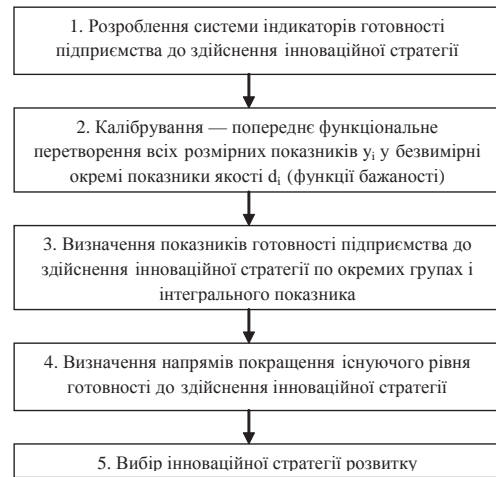 1. Розроблення системи індикаторів готовності
підприємства до здійснення інноваційної стратегії
2. Калібрування — попереднє функціональне
перетворення всіх розмірних показників yi у безвимірні
окремі показники якості di (функції бажаності)
3. Визначення показників готовності підприємства до
здійснення інноваційної стратегії по окремих групах і
інтегрального показника
4. Визначення напрямів покращення існуючого рівня
готовності до здійснення інноваційної стратегії
5. Вибір інноваційної стратегії розвитку